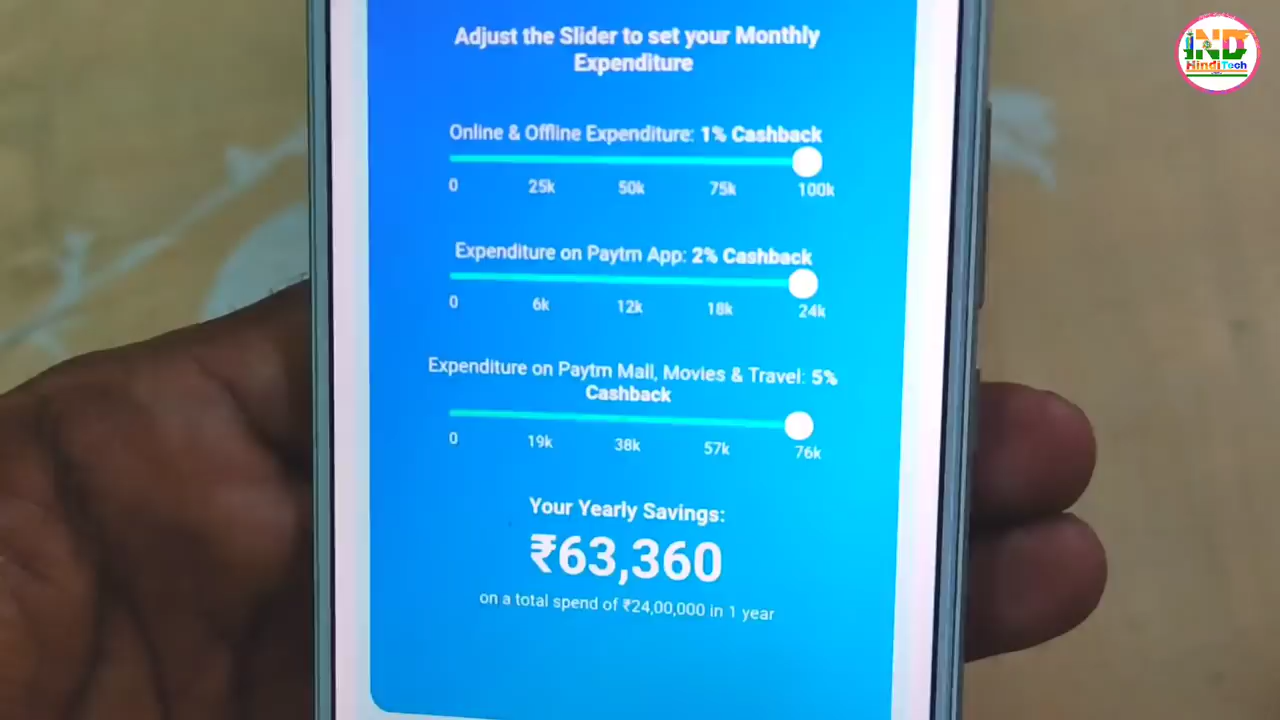 IND
HindiTech
Adjust the Slider to set your Monthly
Expenditure
Online & Offline Expenditure: 1% Cashback
0 25k 50k 75k 100k
Expenditure on Paytm App: 2% Cashback
0 6k 12k 18k 24k
Expenditure on Paytm Mall, Movies & Travel: 5%
Cashback
0 19k 38k 57k 76k
Your Yearly Savings:
₹63,360
on a total spend of ₹24,00,000 in 1 year